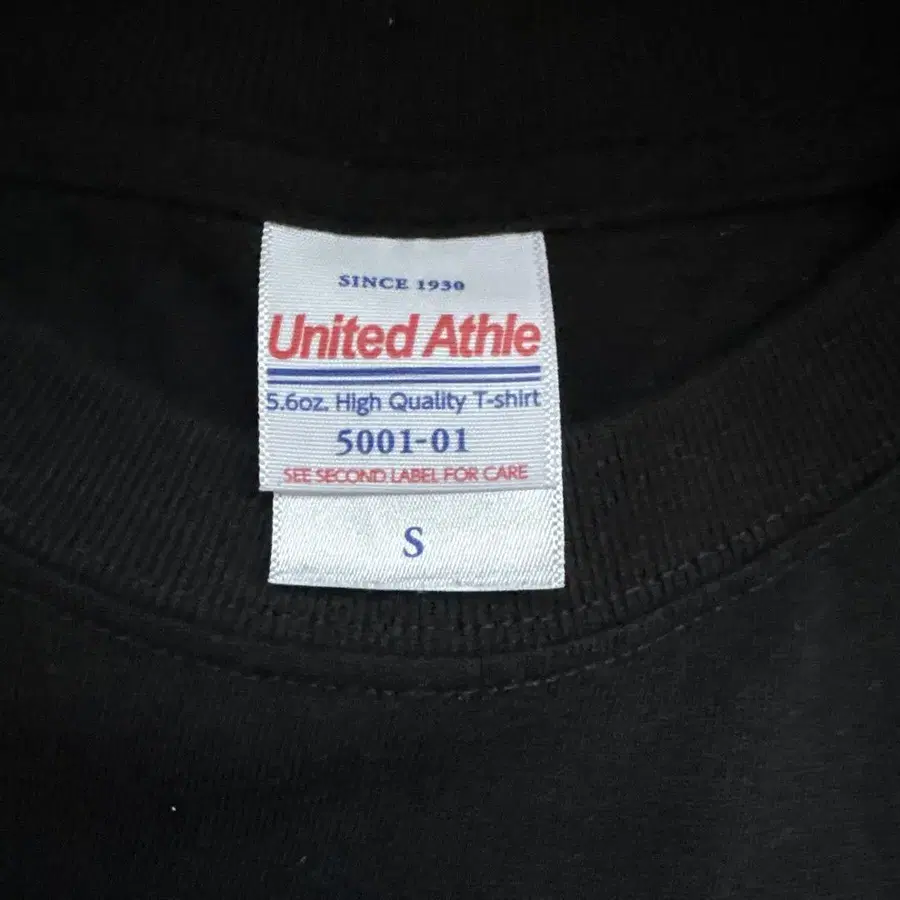 SINCE 1930
United Athle
5.6oz. High Quality T-shirt
5001-01
SEE SECOND LABEL FOR CARE
S